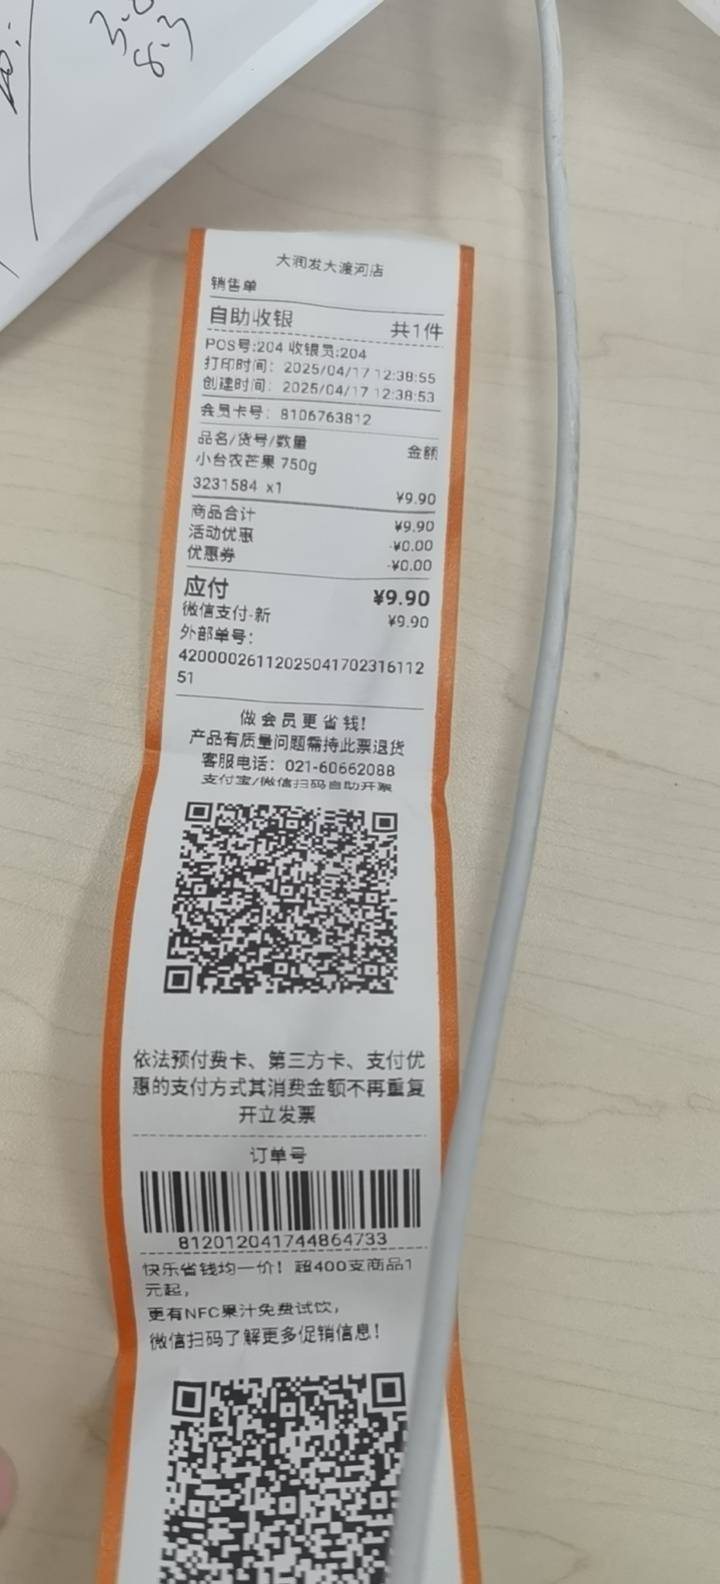 3.0
8.3
大润发大渡河店
销售单
自助收银 共1件
POS号:204 收银员:204
打印时间: 2025/04/17 12:38:55
创建时间: 2025/04/17 12:38:53
会员卡号: 8106763812
品名/货号/数量 金额
小台农芒果 750g
3231584 x1 ¥9.90
商品合计 ¥9.90
活动优惠 -¥0.00
优惠券 -¥0.00
应付 ¥9.90
微信支付-新 ¥9.90
外部单号:
42000026112025041702316112
51
做会员更省钱!
产品有质量问题需持此票退货
客服电话: 021-60662088
支付宝/微信扫码自助开票
依法预付费卡、第三方卡、支付优
惠的支付方式其消费金额不再重复
开立发票
订单号
812012041744864733
快乐省钱均一价! 超400支商品1
元起,
更有NFC果汁免费试饮,
微信扫码了解更多促销信息!